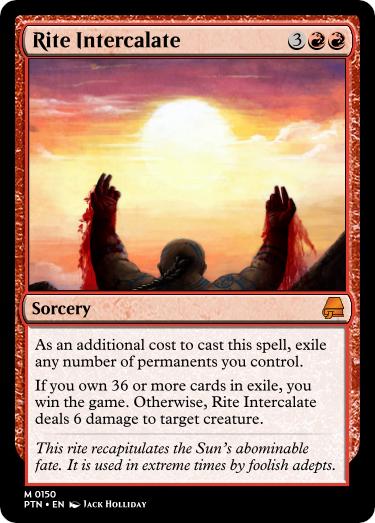 Rite Intercalate 3
Sorcery
As an additional cost to cast this spell, exile
any number of permanents you control.
If you own 36 or more cards in exile, you
win the game. Otherwise, Rite Intercalate
deals 6 damage to target creature.
This rite recapitulates the Sun's abominable
fate. It is used in extreme times by foolish adepts.
M 0150
PTN • EN Jack Holliday